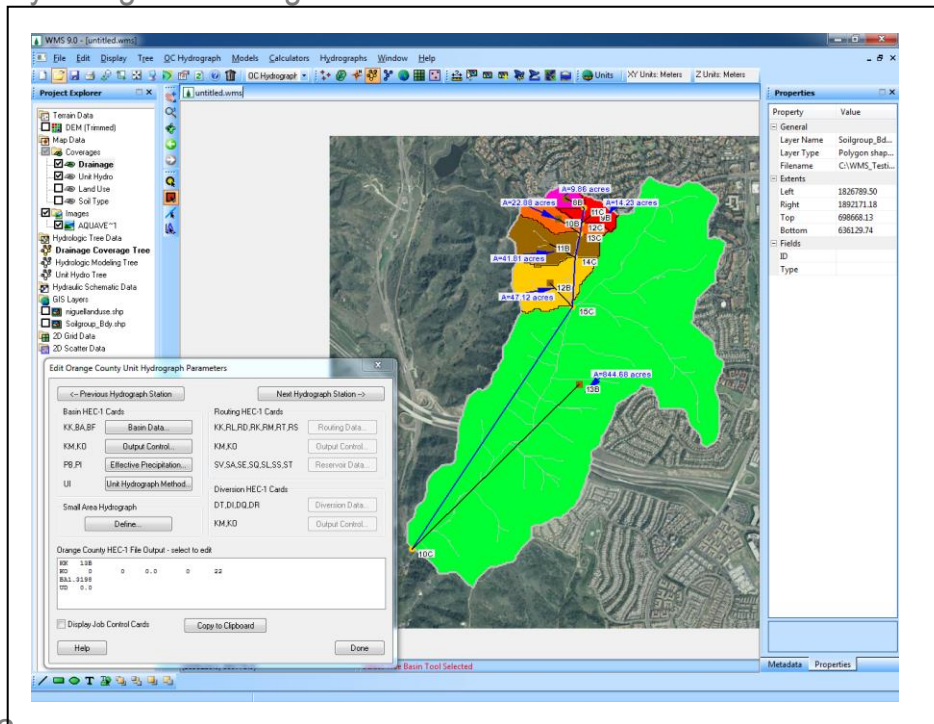 WMS 9.0 - [untitled.wms]
File Edit Display Tree OC Hydrograph Models Calculators Hydrographs Window Help
OC Hydrograph Units XY Units: Meters Z Units: Meters
Project Explorer
Terrain Data
DEM (Trimmed)
Map Data
Coverages
Drainage
Unit Hydro
Land Use
Soil Type
Images
AQUAVE~1
Hydrologic Tree Data
Drainage Coverage Tree
Hydrologic Modeling Tree
Unit Hydro Tree
Hydraulic Schematic Data
GIS Layers
niguellanduse.shp
Soilgroup_Bdy.shp
2D Grid Data
2D Scatter Data
untitled.wms
A=9.86 acres
A=22.88 acres 8B A=14.23 acres
11C 9B
10B 12C
13C
11B
A=41.81 acres 14C
12B
A=47.12 acres
15C
A=844.68 acres
13B
10C
Properties
Property Value
General
Layer Name Soilgroup_Bd...
Layer Type Polygon shap...
Filename C:\WMS_Testi...
Extents
Left 1826789.50
Right 1892171.18
Top 698668.13
Bottom 636129.74
Fields
ID
Type
Metadata Properties
Edit Orange County Unit Hydrograph Parameters
<-- Previous Hydrograph Station Next Hydrograph Station -->
Basin HEC-1 Cards Routing HEC-1 Cards
KK,BA,BF Basin Data... KK,RL,RD,RK,RM,RT,RS Routing Data...
KM,KO Output Control... KM,KO Output Control...
PB,PI Effective Precipitation... SV,SA,SE,SQ,SL,SS,ST Reservoir Data...
UI Unit Hydrograph Method...
Diversion HEC-1 Cards
Small Area Hydrograph DT,DI,DQ,DR Diversion Data...
Define... KM,KO Output Control...
Orange County HEC-1 File Output - select to edit
KK 13B
KO 0 0 0.0 0 22
BA1.3198
UD 0.0
Display Job Control Cards Copy to Clipboard
Help Done
Basin Tool Selected